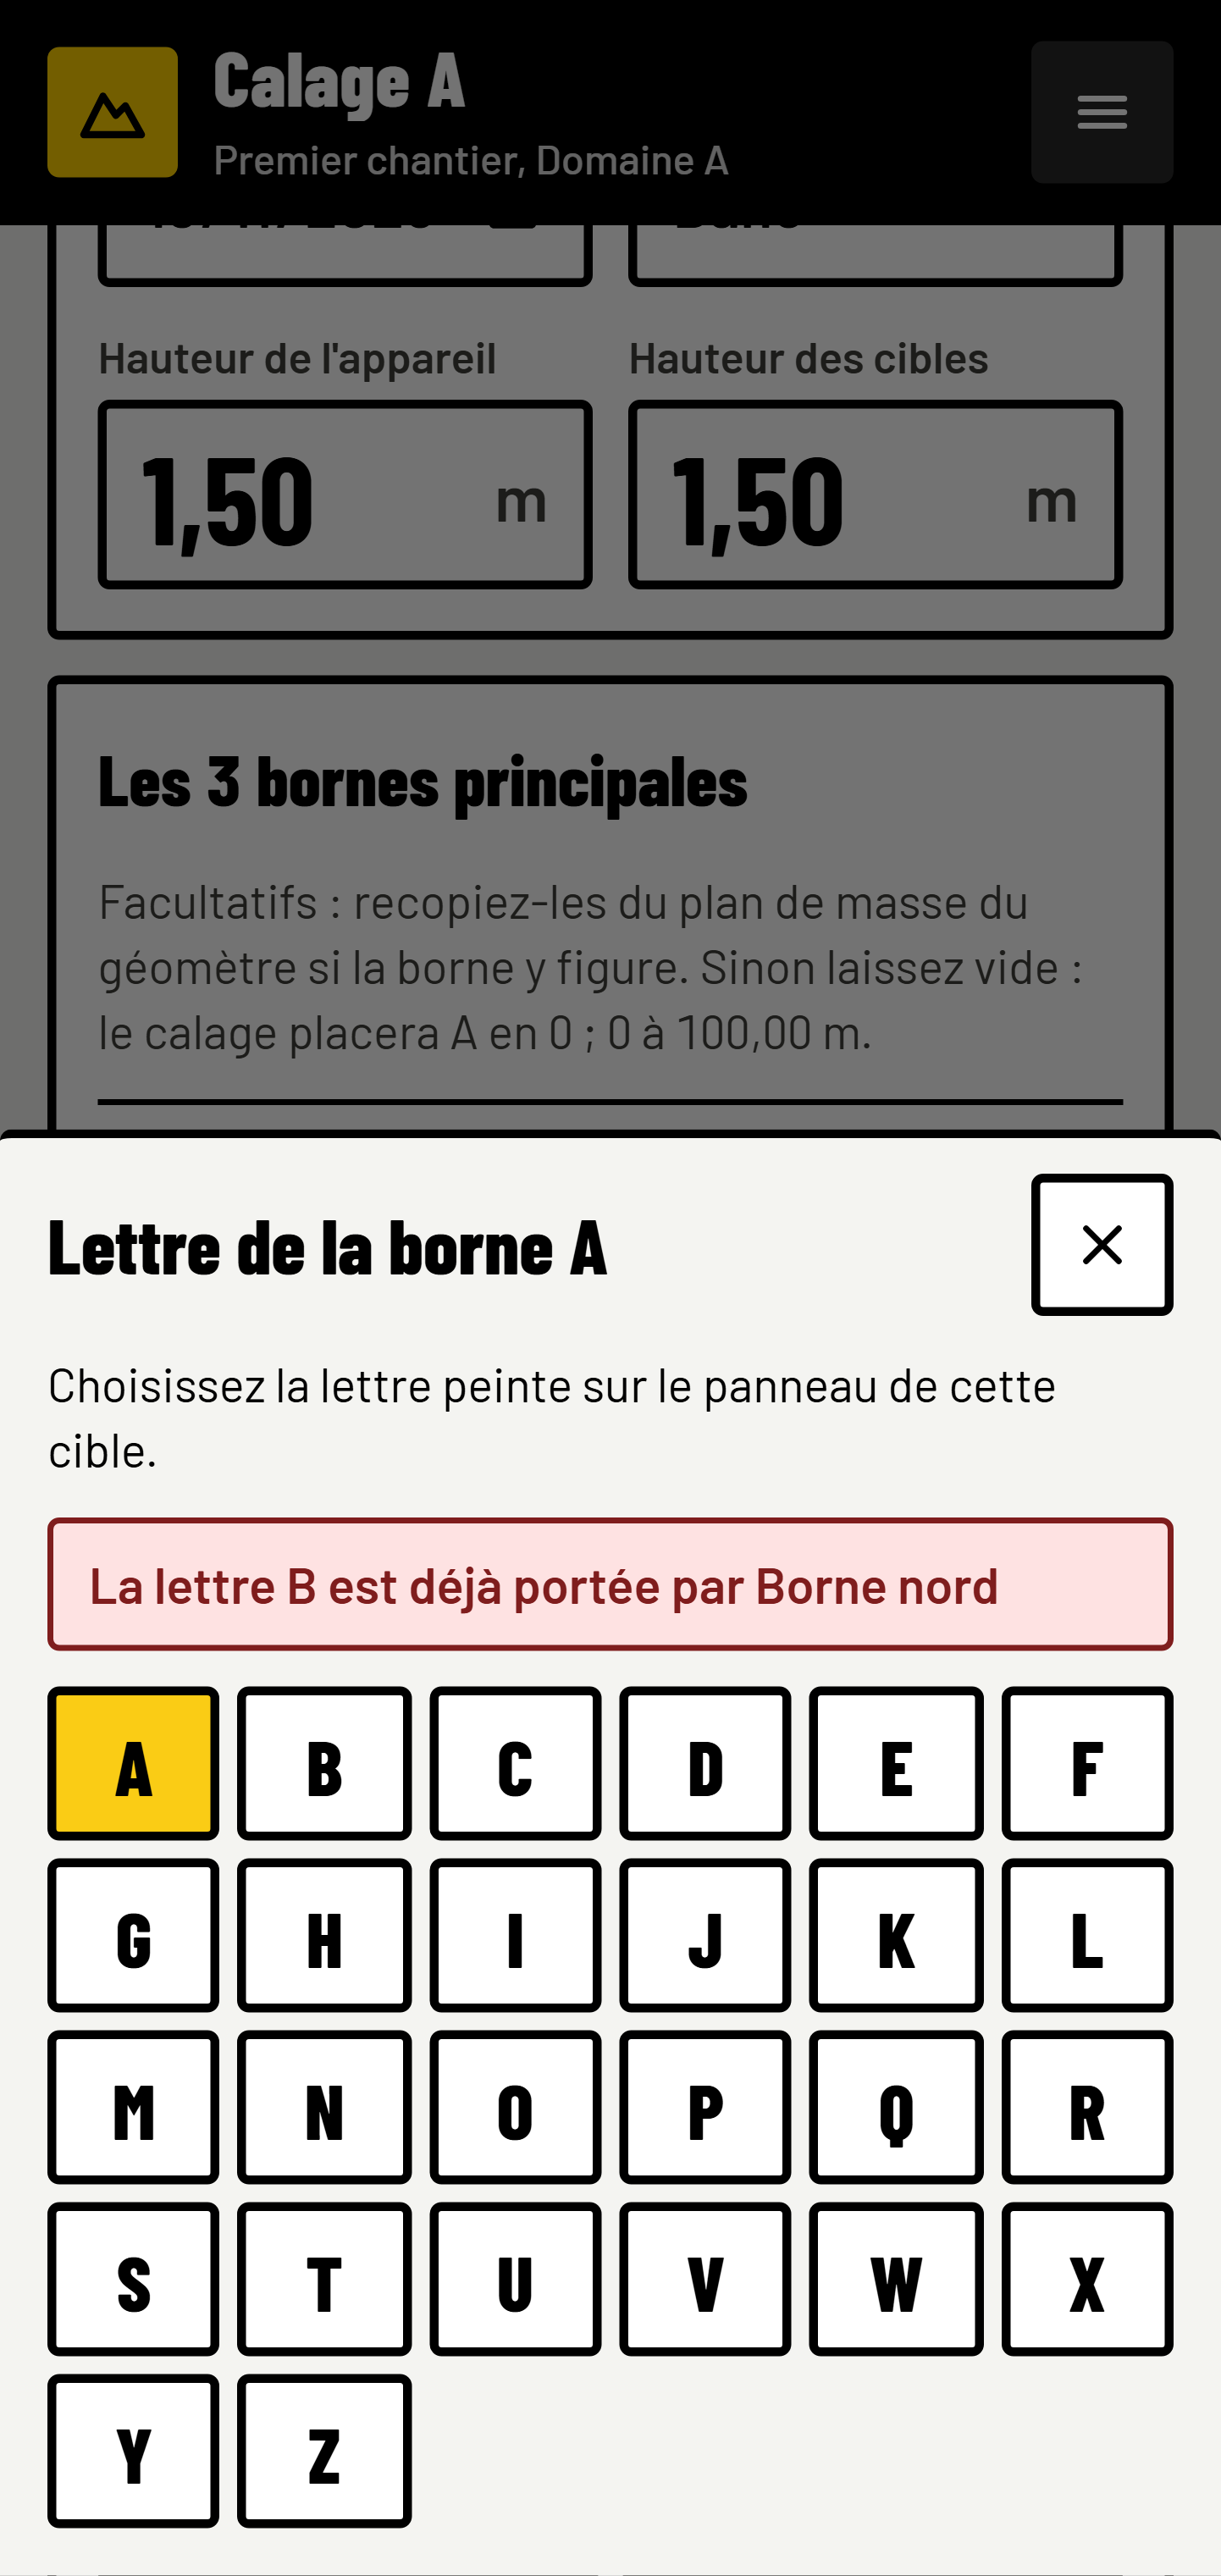 Calage A
Premier chantier, Domaine A
Hauteur de l'appareil
Hauteur des cibles
1,50 m
1,50 m
Les 3 bornes principales
Facultatifs : recopiez-les du plan de masse du
géomètre si la borne y figure. Sinon laissez vide :
le calage placera A en 0 ; 0 à 100,00 m.
Lettre de la borne A
Choisissez la lettre peinte sur le panneau de cette
cible.
La lettre B est déjà portée par Borne nord
A B C D E F
G H I J K L
M N O P Q R
S T U V W X
Y Z